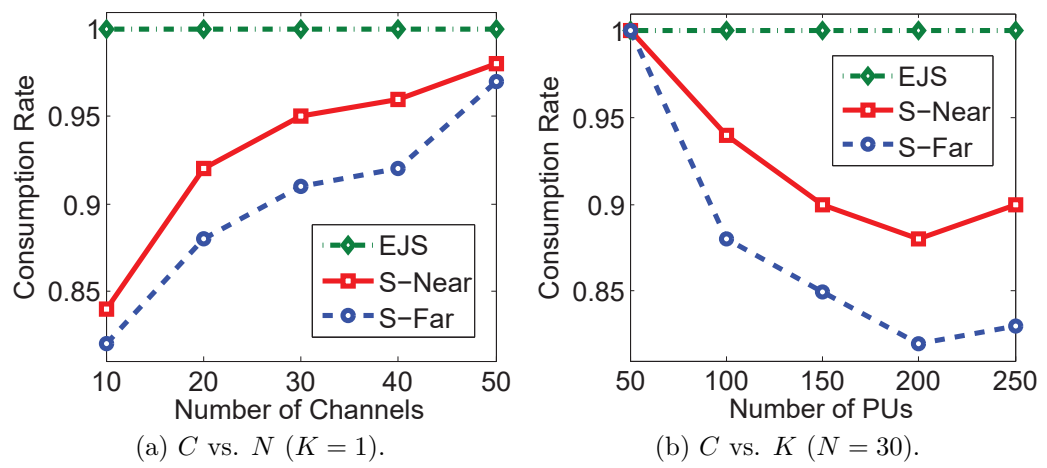 1
0.95
0.9
0.85
Consumption Rate
EJS
S-Near
S-Far
10 20 30 40 50
Number of Channels
(a) C vs. N (K = 1).
1
0.95
0.9
0.85
Consumption Rate
EJS
S-Near
S-Far
50 100 150 200 250
Number of PUs
(b) C vs. K (N = 30).